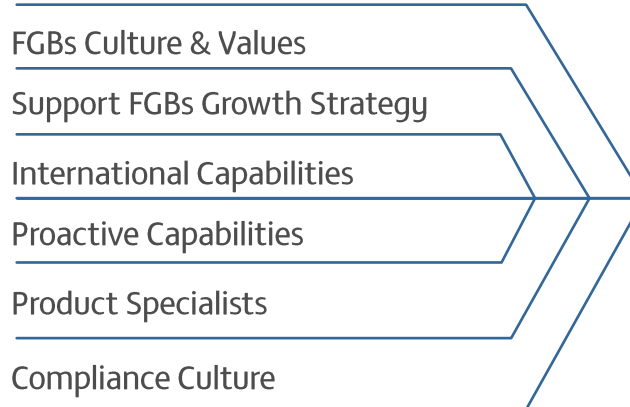 FGBs Culture & Values
Support FGBs Growth Strategy
International Capabilities
Proactive Capabilities
Product Specialists
Compliance Culture